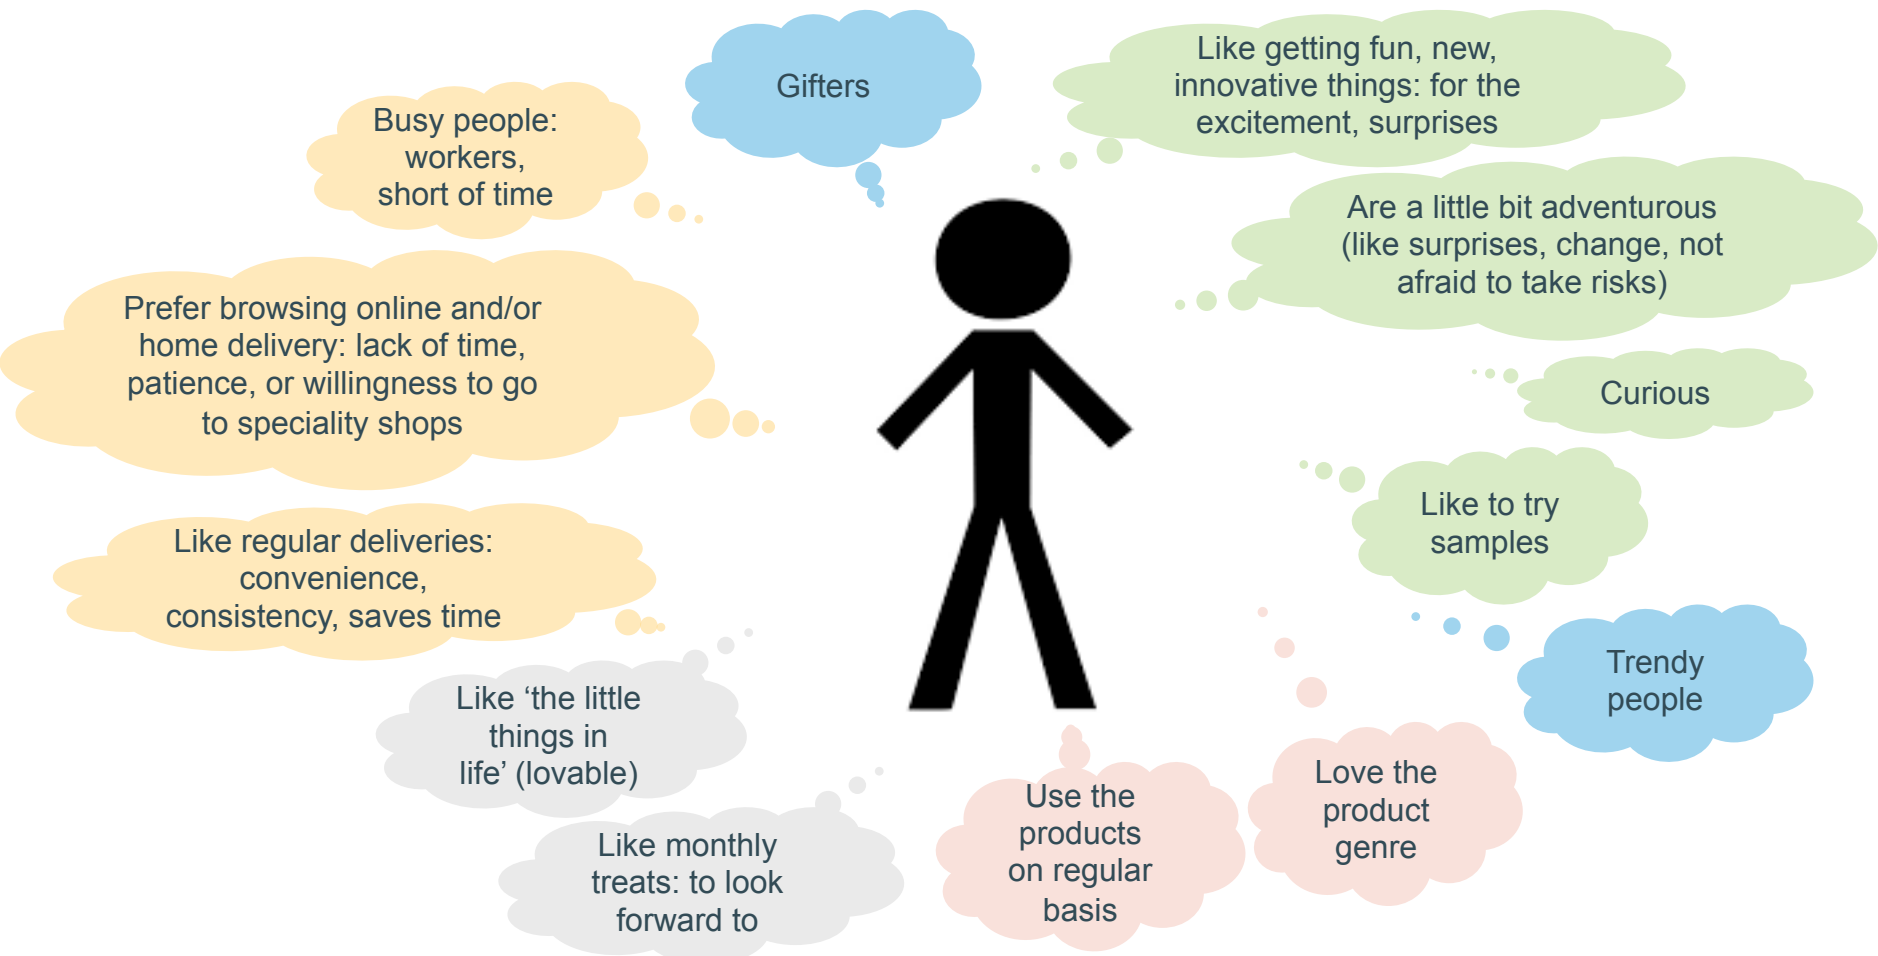 Gifters
Like getting fun, new,
innovative things: for the
excitement, surprises
Busy people:
workers,
short of time
Are a little bit adventurous
(like surprises, change, not
afraid to take risks)
Prefer browsing online and/or
home delivery: lack of time,
patience, or willingness to go
to speciality shops
Curious
Like to try
samples
Like regular deliveries:
convenience,
consistency, saves time
Trendy
people
Like ‘the little
things in
life’ (lovable)
Love the
product
genre
Use the
products
on regular
basis
Like monthly
treats: to look
forward to